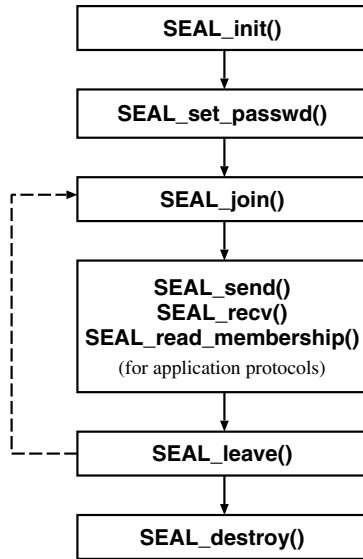 SEAL_init()
SEAL_set_passwd()
SEAL_join()
SEAL_send()
SEAL_recv()
SEAL_read_membership()
(for application protocols)
SEAL_leave()
SEAL_destroy()